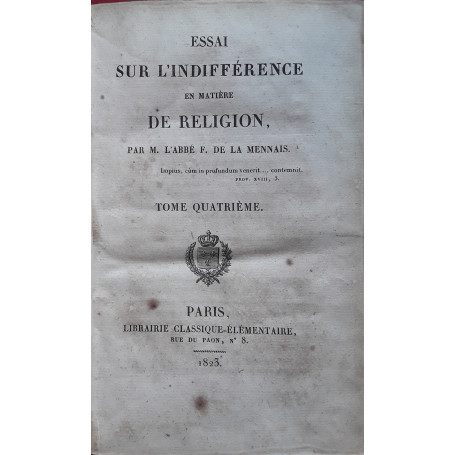 ESSAI
SUR L'INDIFFÉRENCE
EN MATIÈRE
DE RELIGION,
PAR M. L'ABBÉ F. DE LA MENNAIS.
Impius, cùm in profundum venerit..., contemnit.
PROV. XVIII, 3.
TOME QUATRIÈME.
PARIS,
LIBRAIRIE CLASSIQUE-ÉLÉMENTAIRE,
RUE DU PAON, N° 8.
1823.